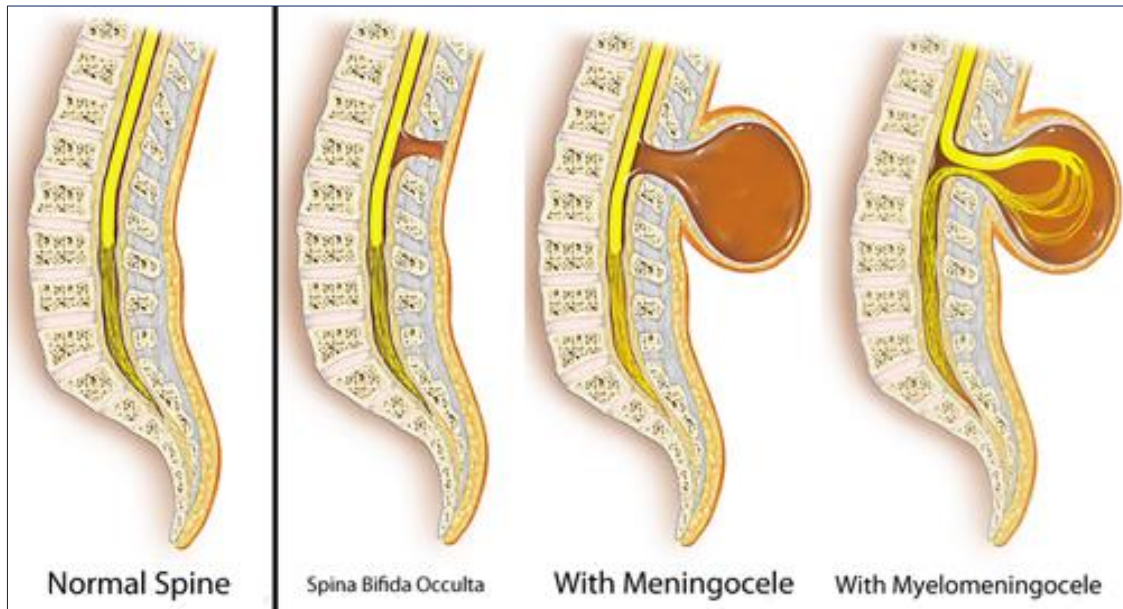 Normal Spine
Spina Bifida Occulta
With Meningocele
With Myelomeningocele